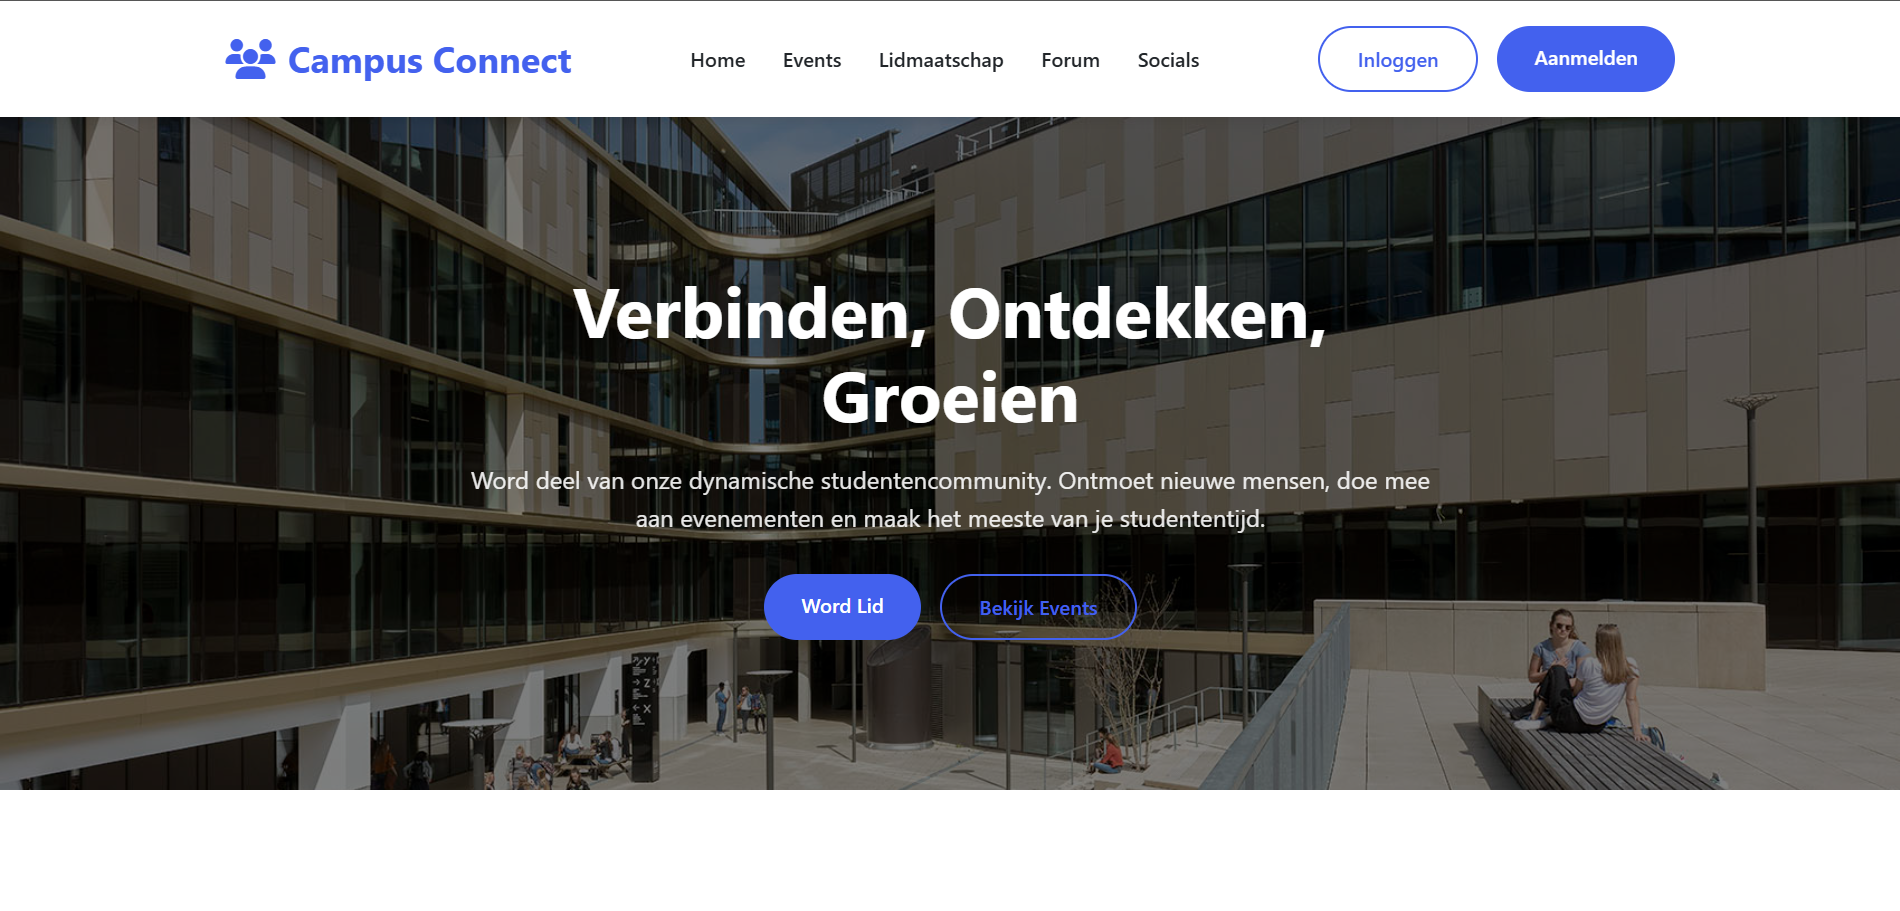 Campus Connect
Home Events Lidmaatschap Forum Socials
Inloggen
Aanmelden
Verbinden, Ontdekken,
Groeien
Word deel van onze dynamische studentencommunity. Ontmoet nieuwe mensen, doe mee
aan evenementen en maak het meeste van je studententijd.
Word Lid
Bekijk Events
Y
Z
X